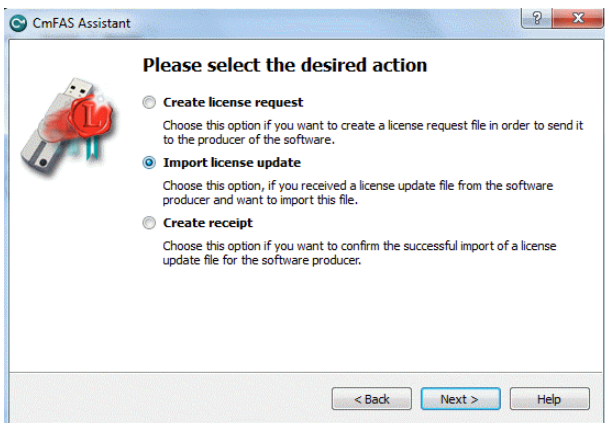 CmFAS Assistant
Please select the desired action
Create license request
Choose this option if you want to create a license request file in order to send it
to the producer of the software.
Import license update
Choose this option, if you received a license update file from the software
producer and want to import this file.
Create receipt
Choose this option if you want to confirm the successful import of a license
update file for the software producer.
< Back Next > Help